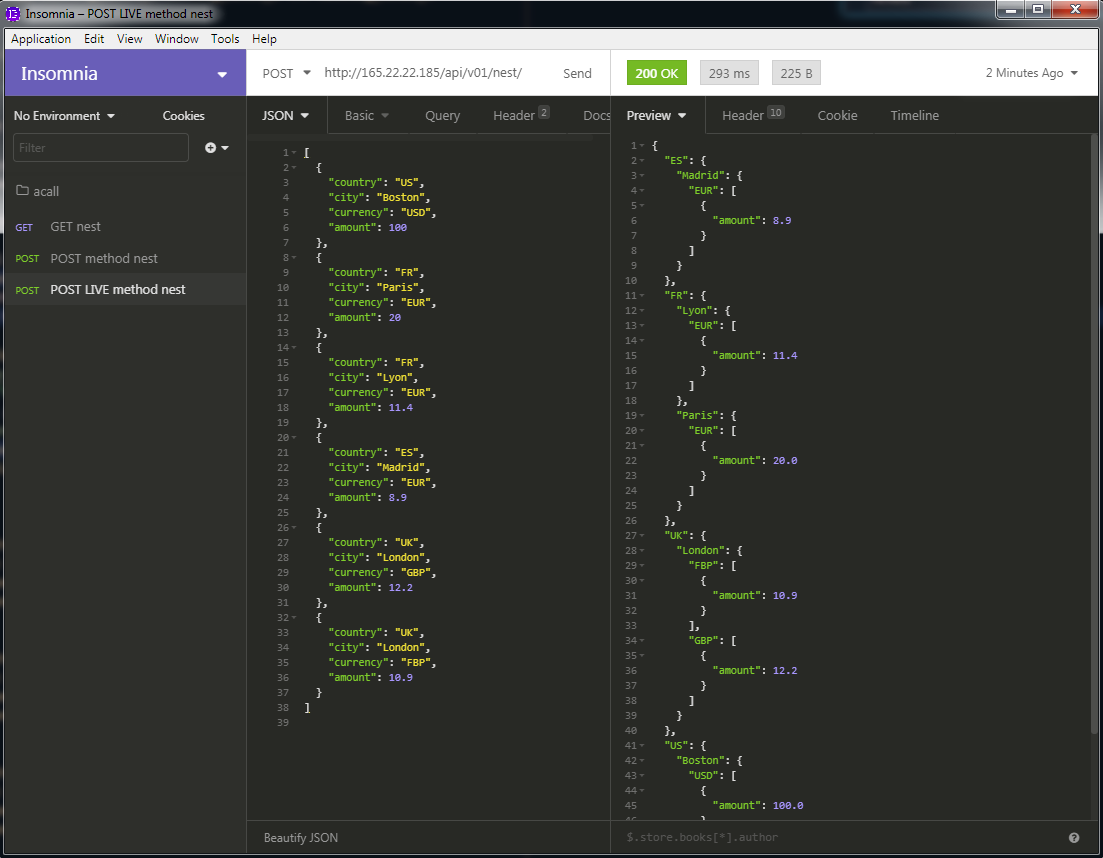 Insomnia – POST LIVE method nest
Application Edit View Window Tools Help
Insomnia
POST http://165.22.22.185/api/v01/nest/ Send
200 OK 293 ms 225 B 2 Minutes Ago
No Environment Cookies
JSON Basic Query Header 2 Docs
Preview Header 10 Cookie Timeline
Filter
acall
GET GET nest
POST POST method nest
POST POST LIVE method nest
1 [
2 {
3 "country": "US",
4 "city": "Boston",
5 "currency": "USD",
6 "amount": 100
7 },
8 {
9 "country": "FR",
10 "city": "Paris",
11 "currency": "EUR",
12 "amount": 20
13 },
14 {
15 "country": "FR",
16 "city": "Lyon",
17 "currency": "EUR",
18 "amount": 11.4
19 },
20 {
21 "country": "ES",
22 "city": "Madrid",
23 "currency": "EUR",
24 "amount": 8.9
25 },
26 {
27 "country": "UK",
28 "city": "London",
29 "currency": "GBP",
30 "amount": 12.2
31 },
32 {
33 "country": "UK",
34 "city": "London",
35 "currency": "FBP",
36 "amount": 10.9
37 }
38 ]
39
Beautify JSON
1 {
2 "ES": {
3 "Madrid": {
4 "EUR": [
5 {
6 "amount": 8.9
7 }
8 ]
9 }
10 },
11 "FR": {
12 "Lyon": {
13 "EUR": [
14 {
15 "amount": 11.4
16 }
17 ]
18 },
19 "Paris": {
20 "EUR": [
21 {
22 "amount": 20.0
23 }
24 ]
25 }
26 },
27 "UK": {
28 "London": {
29 "FBP": [
30 {
31 "amount": 10.9
32 }
33 ],
34 "GBP": [
35 {
36 "amount": 12.2
37 }
38 ]
39 }
40 },
41 "US": {
42 "Boston": {
43 "USD": [
44 {
45 "amount": 100.0
46 }
$.store.books[*].author